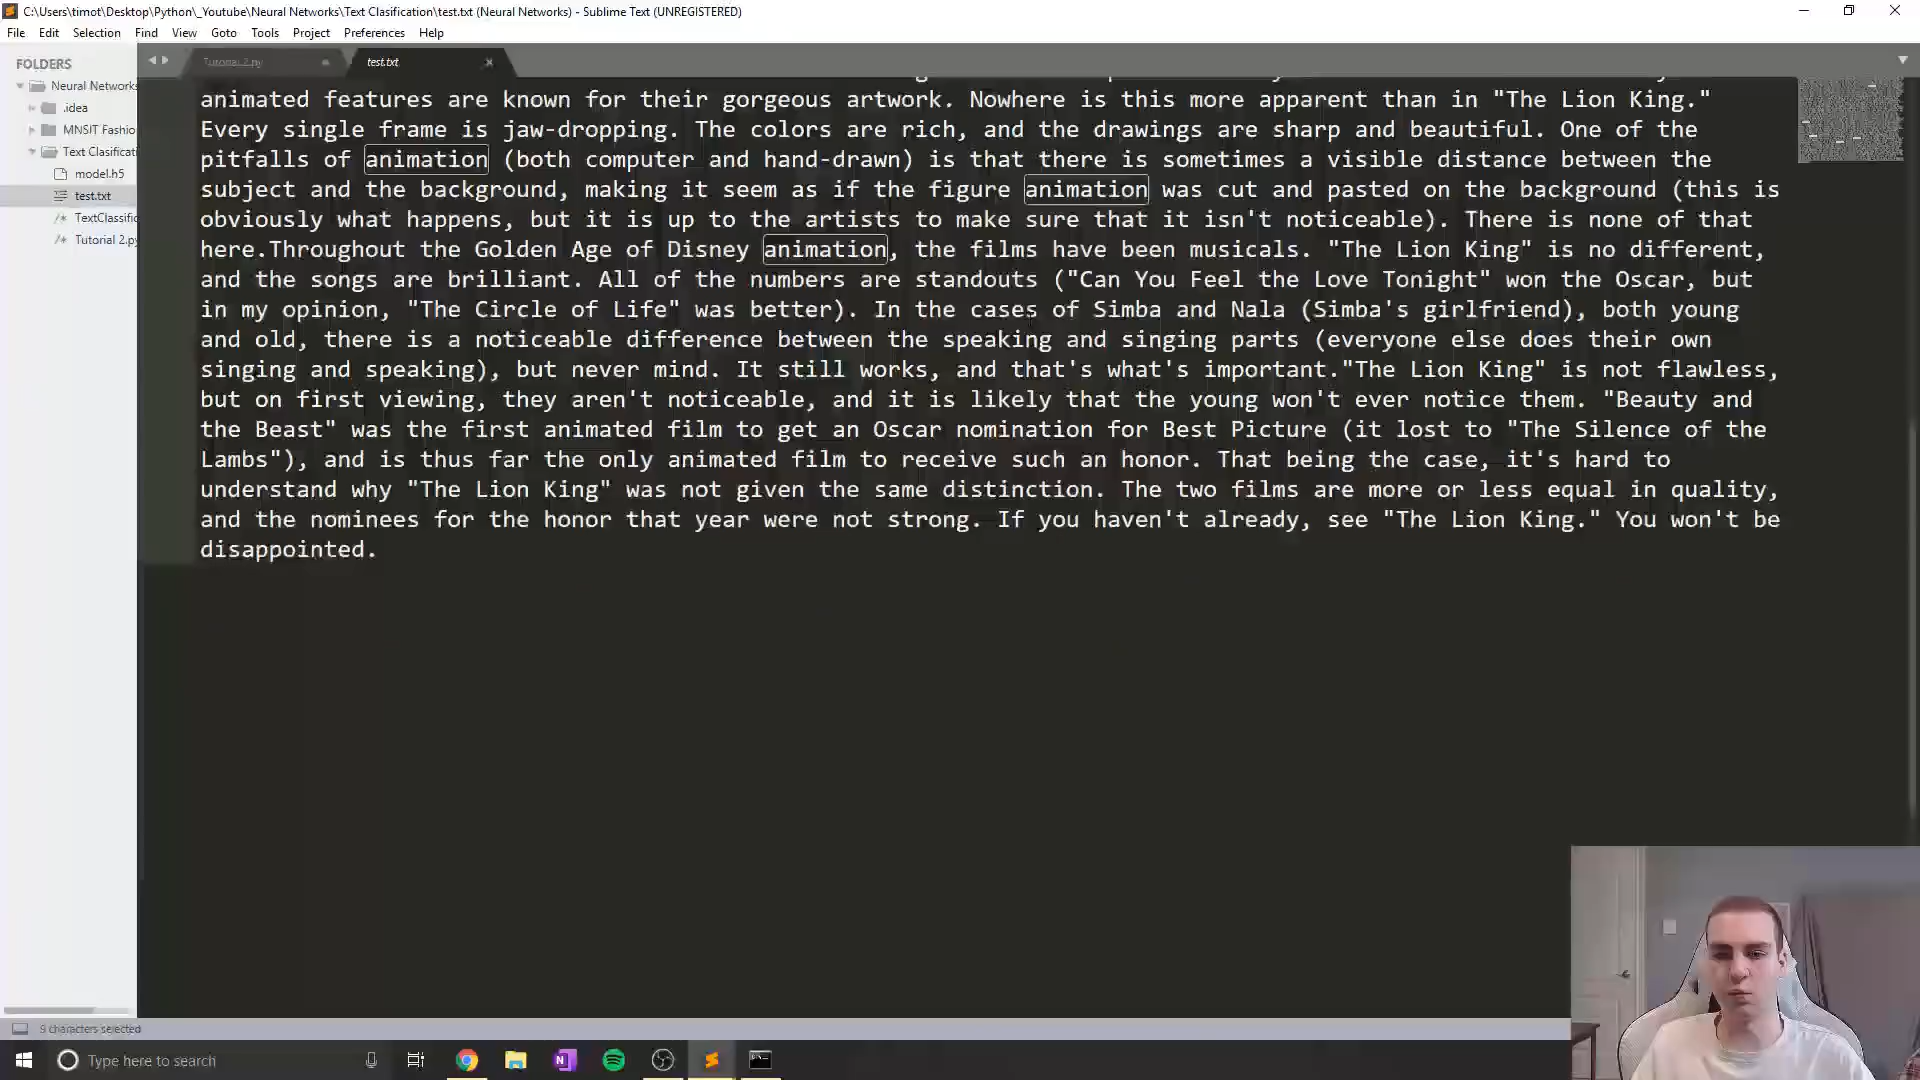 C:\Users\timot\Desktop\Python\_Youtube\Neural Networks\Text Clasification\test.txt (Neural Networks) - Sublime Text (UNREGISTERED)
File Edit Selection Find View Goto Tools Project Preferences Help
FOLDERS
Neural Networks
.idea
MNSIT Fashio
Text Clasificati
model.h5
test.txt
TextClassific
Tutorial 2.py
Tutorial 2.py
test.txt
animated features are known for their gorgeous artwork. Nowhere is this more apparent than in "The Lion King."
Every single frame is jaw-dropping. The colors are rich, and the drawings are sharp and beautiful. One of the
pitfalls of animation (both computer and hand-drawn) is that there is sometimes a visible distance between the
subject and the background, making it seem as if the figure animation was cut and pasted on the background (this is
obviously what happens, but it is up to the artists to make sure that it isn't noticeable). There is none of that
here.Throughout the Golden Age of Disney animation, the films have been musicals. "The Lion King" is no different,
and the songs are brilliant. All of the numbers are standouts ("Can You Feel the Love Tonight" won the Oscar, but
in my opinion, "The Circle of Life" was better). In the cases of Simba and Nala (Simba's girlfriend), both young
and old, there is a noticeable difference between the speaking and singing parts (everyone else does their own
singing and speaking), but never mind. It still works, and that's what's important."The Lion King" is not flawless,
but on first viewing, they aren't noticeable, and it is likely that the young won't ever notice them. "Beauty and
the Beast" was the first animated film to get an Oscar nomination for Best Picture (it lost to "The Silence of the
Lambs"), and is thus far the only animated film to receive such an honor. That being the case, it's hard to
understand why "The Lion King" was not given the same distinction. The two films are more or less equal in quality,
and the nominees for the honor that year were not strong. If you haven't already, see "The Lion King." You won't be
disappointed.
9 characters selected
Type here to search